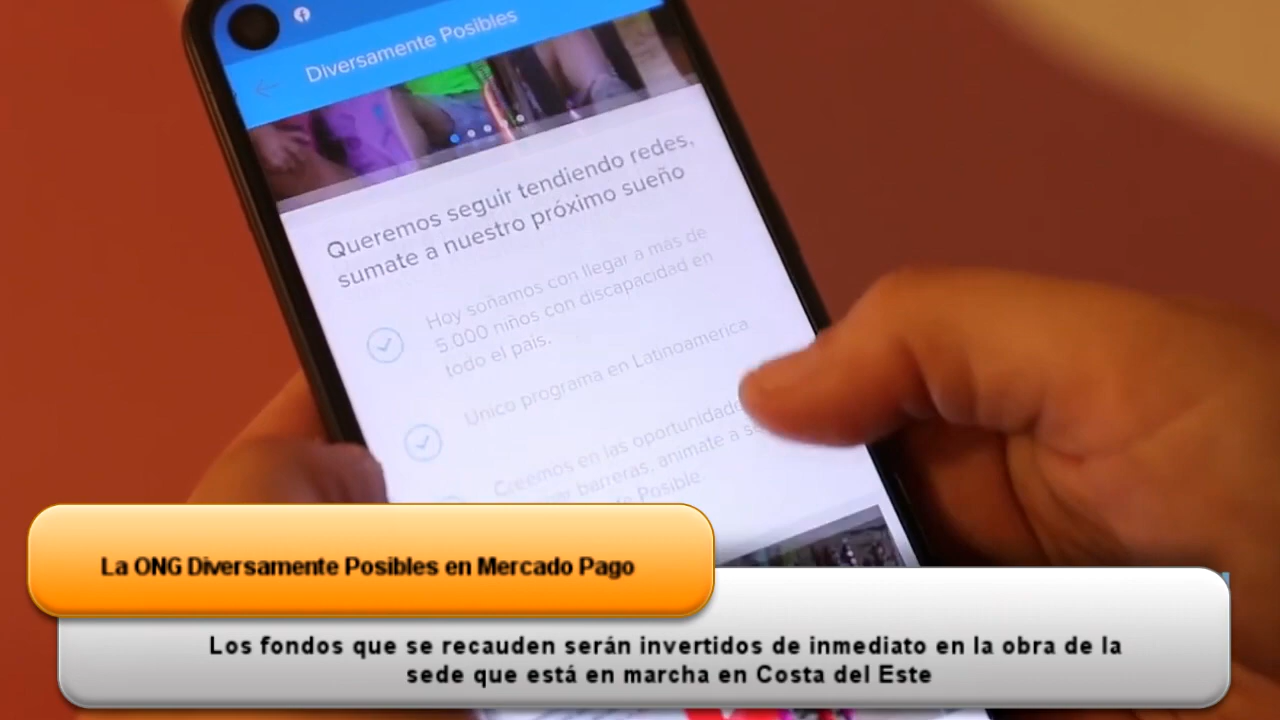 Diversamente Posibles
Queremos seguir tendiendo redes,
sumate a nuestro próximo sueño
Hoy soñamos con llegar a más de
5.000 niños con discapacidad en
todo el país.
Único programa en Latinoamerica
Creemos en las oportunidades
barreras, animate a
Posible.
La ONG Diversamente Posibles en Mercado Pago
Los fondos que se recauden serán invertidos de inmediato en la obra de la
sede que está en marcha en Costa del Este